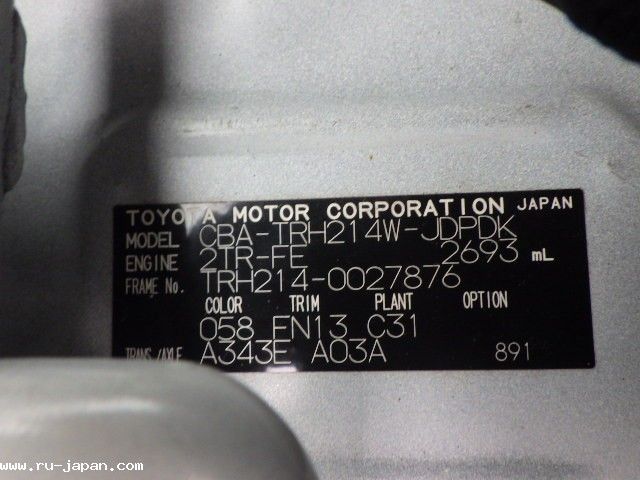 TOYOTA MOTOR CORPORATION JAPAN
MODEL CBA-TRH214W-JDPDK
ENGINE 2TR-FE 2693 mL
FRAME No. TRH214-0027876
COLOR TRIM PLANT OPTION
058 FN13 C31
TRANS/AXLE A343E A03A 891
www.ru-japan.com